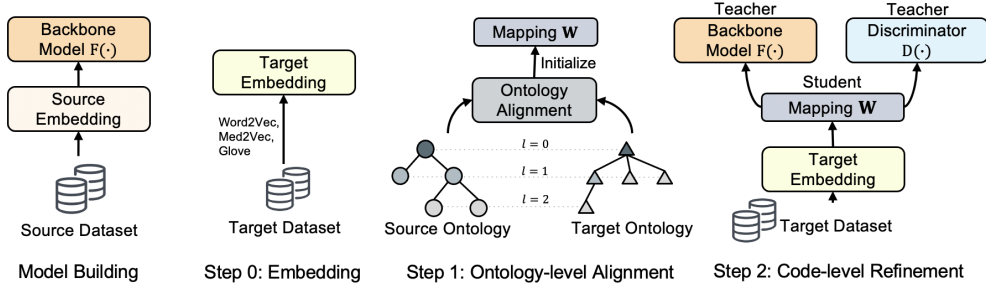 Backbone
Model F(·)
Source
Embedding
Source Dataset
Model Building
Target
Embedding
Word2Vec,
Med2Vec,
Glove
Target Dataset
Step 0: Embedding
Mapping W
Initialize
Ontology
Alignment
l = 0
l = 1
l = 2
Source Ontology
Target Ontology
Step 1: Ontology-level Alignment
Teacher
Teacher
Backbone
Model F(·)
Discriminator
D(·)
Student
Mapping W
Target
Embedding
Target Dataset
Step 2: Code-level Refinement